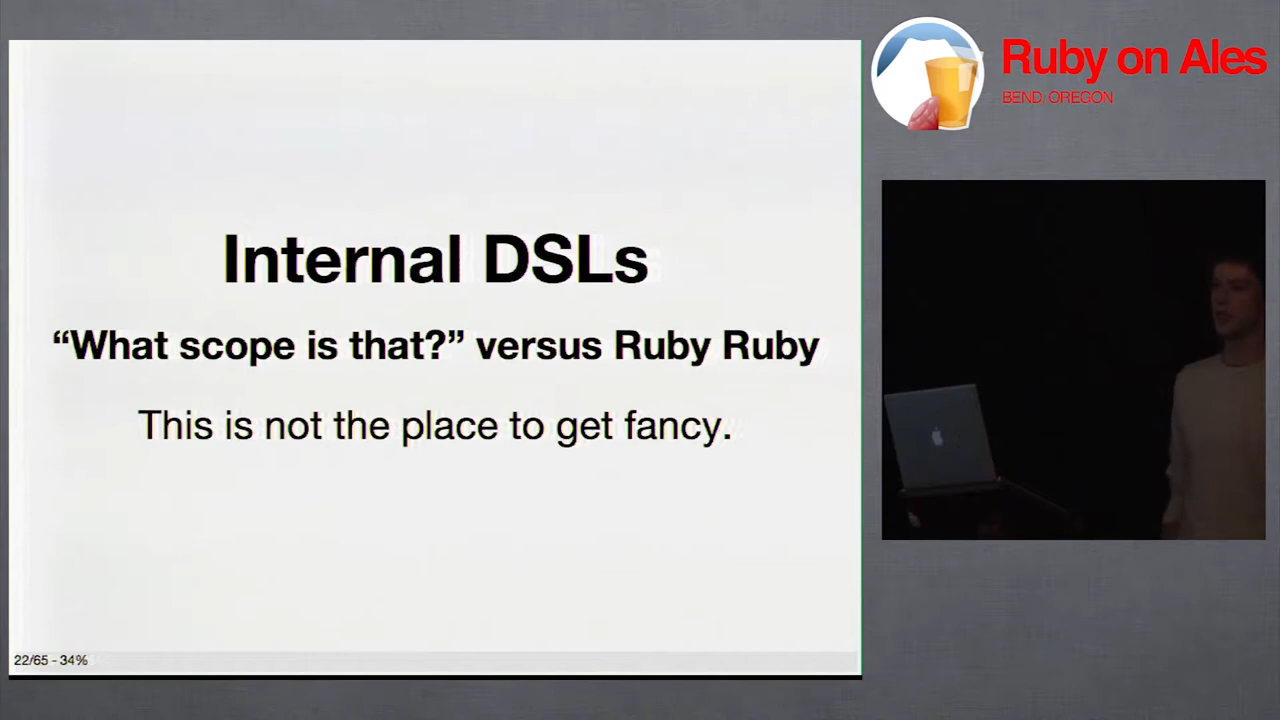 Ruby on Ales
BEND, OREGON
Internal DSLs
“What scope is that?” versus Ruby Ruby
This is not the place to get fancy.
22/65 - 34%